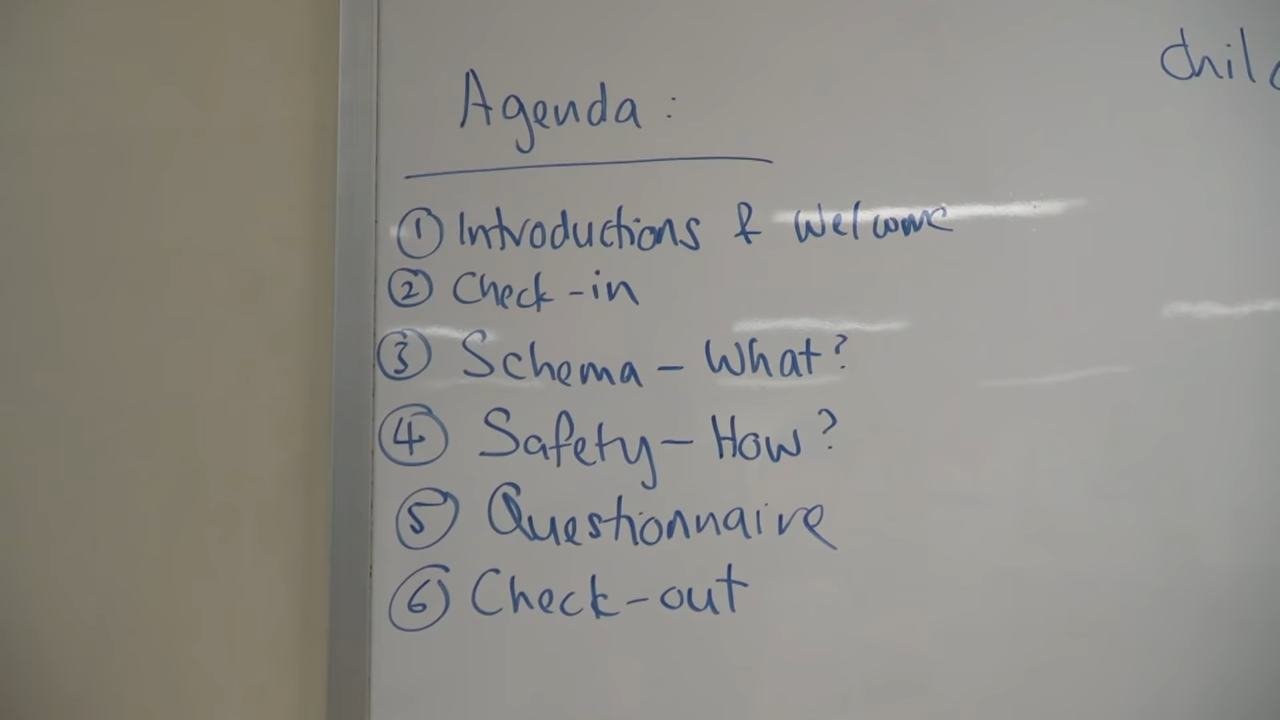 Agenda:
① Introductions & Welcome
② Check-in
③ Schema - What?
④ Safety - How?
⑤ Questionnaire
⑥ Check-out